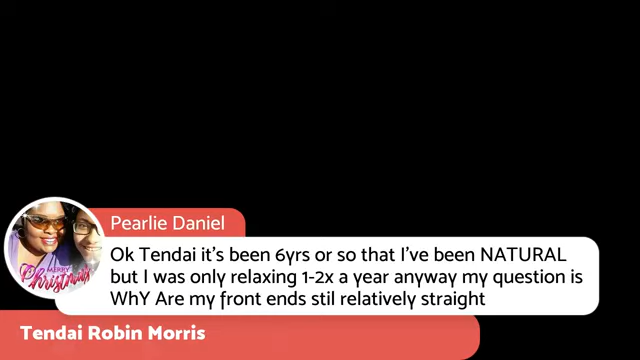 Pearlie Daniel
Ok Tendai it's been 6yrs or so that I've been NATURAL
but I was only relaxing 1-2x a year anyway my question is
WhY Are my front ends stil relatively straight
MERRY
Christmas
Tendai Robin Morris